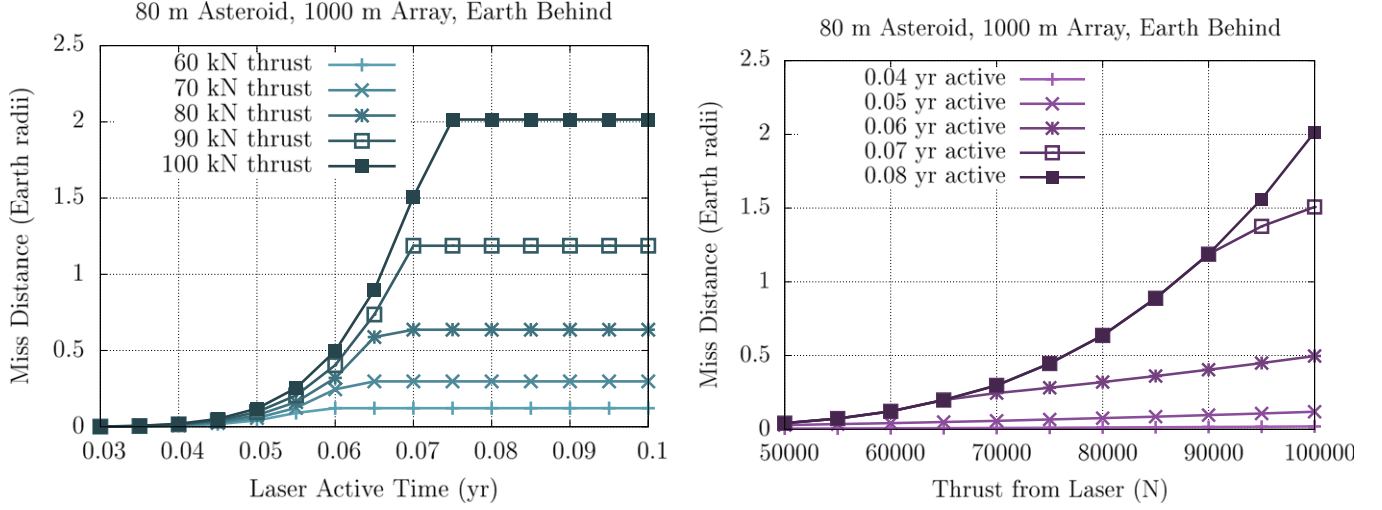 80 m Asteroid, 1000 m Array, Earth Behind
Miss Distance (Earth radii)
2.5
2
1.5
1
0.5
0
60 kN thrust
70 kN thrust
80 kN thrust
90 kN thrust
100 kN thrust
0.03 0.04 0.05 0.06 0.07 0.08 0.09 0.1
Laser Active Time (yr)
80 m Asteroid, 1000 m Array, Earth Behind
Miss Distance (Earth radii)
2.5
2
1.5
1
0.5
0
0.04 yr active
0.05 yr active
0.06 yr active
0.07 yr active
0.08 yr active
50000 60000 70000 80000 90000 100000
Thrust from Laser (N)